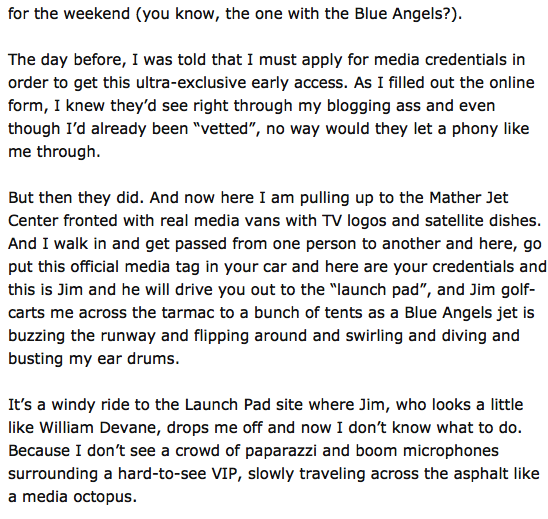 for the weekend (you know, the one with the Blue Angels?).
The day before, I was told that I must apply for media credentials in
order to get this ultra-exclusive early access. As I filled out the online
form, I knew they’d see right through my blogging ass and even
though I’d already been “vetted”, no way would they let a phony like
me through.
But then they did. And now here I am pulling up to the Mather Jet
Center fronted with real media vans with TV logos and satellite dishes.
And I walk in and get passed from one person to another and here, go
put this official media tag in your car and here are your credentials and
this is Jim and he will drive you out to the “launch pad”, and Jim golf-
carts me across the tarmac to a bunch of tents as a Blue Angels jet is
buzzing the runway and flipping around and swirling and diving and
busting my ear drums.
It’s a windy ride to the Launch Pad site where Jim, who looks a little
like William Devane, drops me off and now I don’t know what to do.
Because I don’t see a crowd of paparazzi and boom microphones
surrounding a hard-to-see VIP, slowly traveling across the asphalt like
a media octopus.